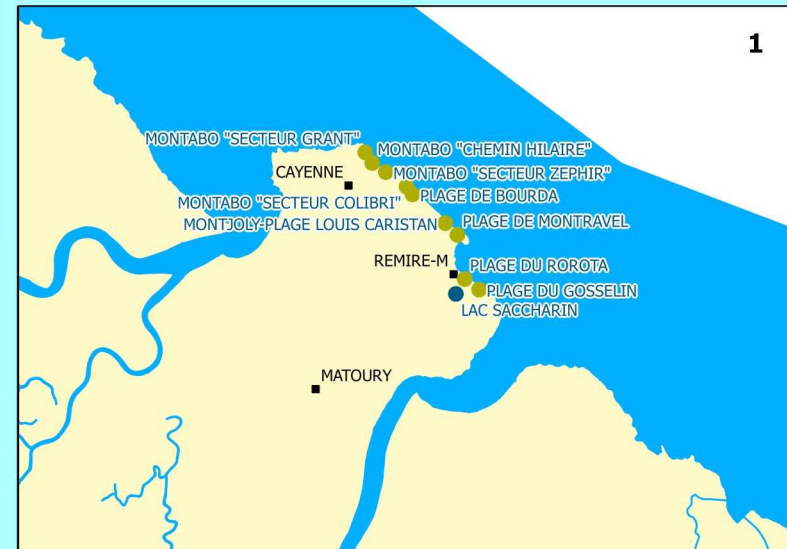 1
MONTABO "SECTEUR GRANT"
MONTABO "CHEMIN HILAIRE"
CAYENNE
MONTABO "SECTEUR ZEPHIR"
MONTABO "SECTEUR COLIBRI"
PLAGE DE BOURDA
MONTJOLY-PLAGE LOUIS CARISTAN
PLAGE DE MONTRAVEL
REMIRE-M
PLAGE DU ROROTA
PLAGE DU GOSSELIN
LAC SACCHARIN
MATOURY